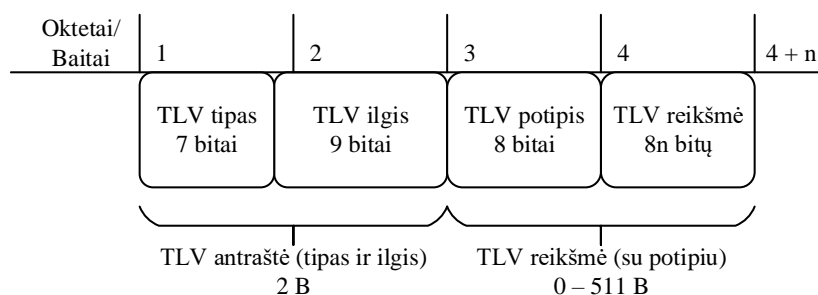 Oktetai/
Baitai
1
2
3
4
4 + n
TLV tipas
7 bitai
TLV ilgis
9 bitai
TLV potipis
8 bitai
TLV reikšmė
8n bitų
TLV antraštė (tipas ir ilgis)
2 B
TLV reikšmė (su potipiu)
0 – 511 B